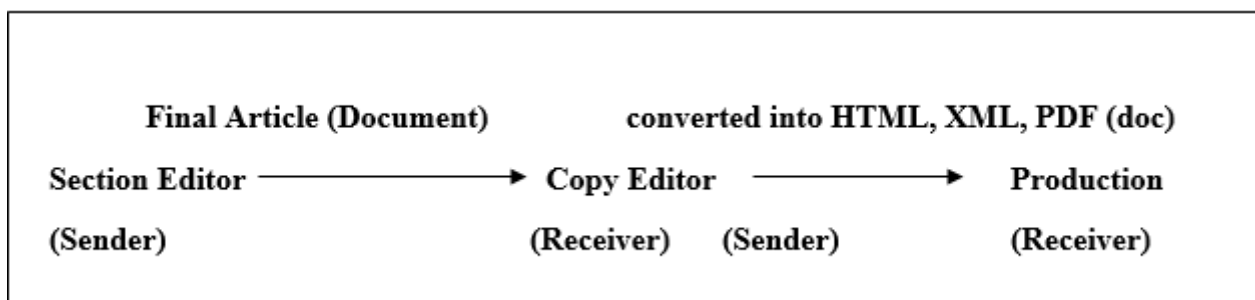 Final Article (Document) converted into HTML, XML, PDF (doc)
Section Editor Copy Editor Production
(Sender) (Receiver) (Sender) (Receiver)